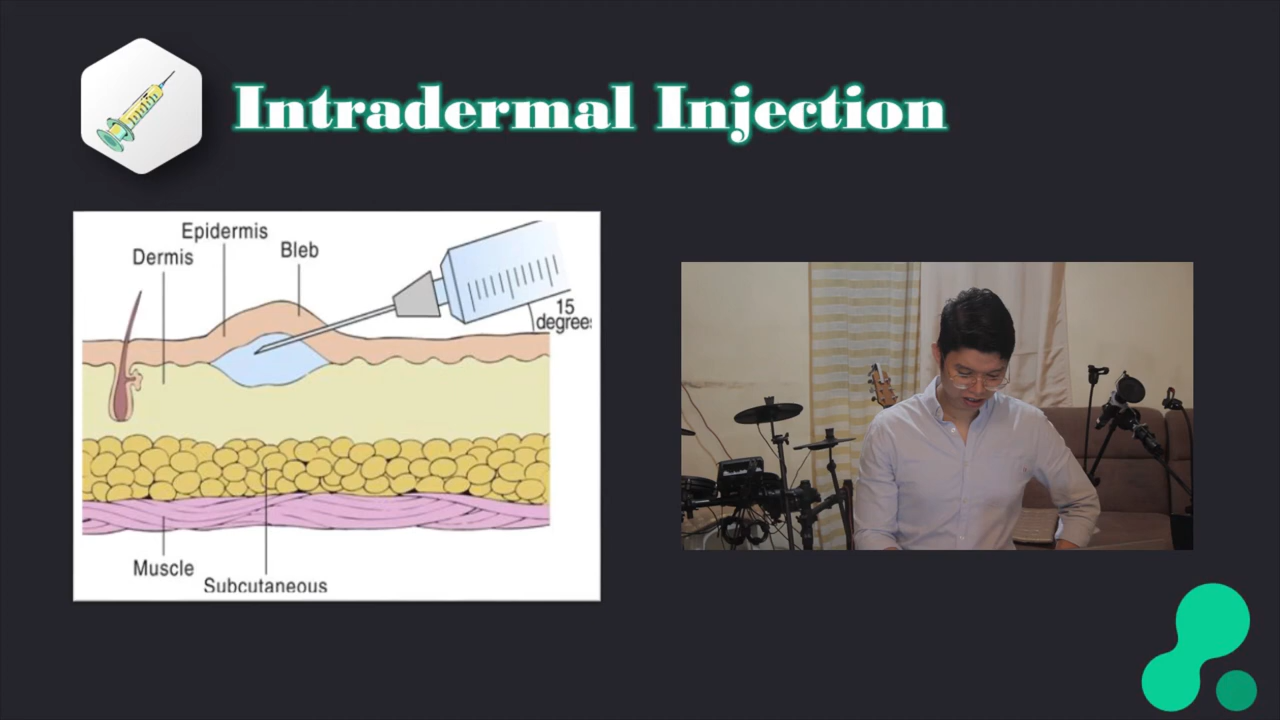 Intradermal Injection
Epidermis
Bleb
Dermis
15
degrees
Muscle
Subcutaneous